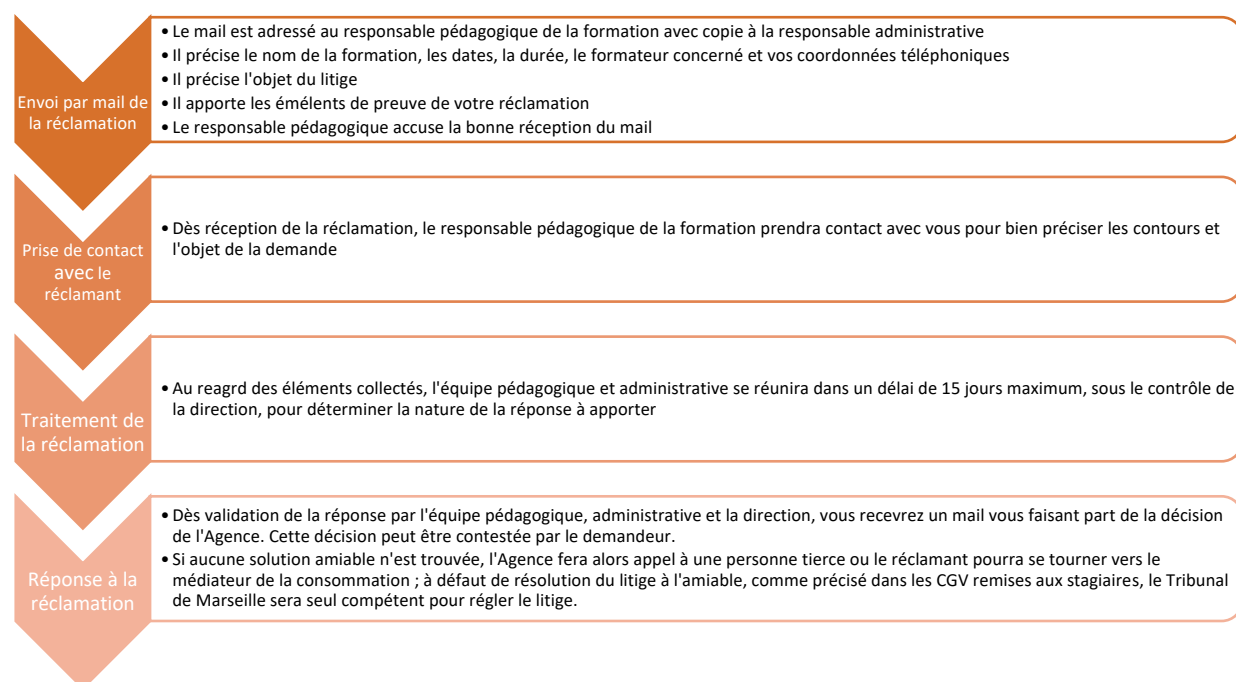 Envoi par mail de
la réclamation
• Le mail est adressé au responsable pédagogique de la formation avec copie à la responsable administrative
• Il précise le nom de la formation, les dates, la durée, le formateur concerné et vos coordonnées téléphoniques
• Il précise l'objet du litige
• Il apporte les émélents de preuve de votre réclamation
• Le responsable pédagogique accuse la bonne réception du mail
Prise de contact
avec le
réclamant
• Dès réception de la réclamation, le responsable pédagogique de la formation prendra contact avec vous pour bien préciser les contours et
l'objet de la demande
Traitement de
la réclamation
• Au reagrd des éléments collectés, l'équipe pédagogique et administrative se réunira dans un délai de 15 jours maximum, sous le contrôle de
la direction, pour déterminer la nature de la réponse à apporter
Réponse à la
réclamation
• Dès validation de la réponse par l'équipe pédagogique, administrative et la direction, vous recevrez un mail vous faisant part de la décision
de l'Agence. Cette décision peut être contestée par le demandeur.
• Si aucune solution amiable n'est trouvée, l'Agence fera alors appel à une personne tierce ou le réclamant pourra se tourner vers le
médiateur de la consommation ; à défaut de résolution du litige à l'amiable, comme précisé dans les CGV remises aux stagiaires, le Tribunal
de Marseille sera seul compétent pour régler le litige.